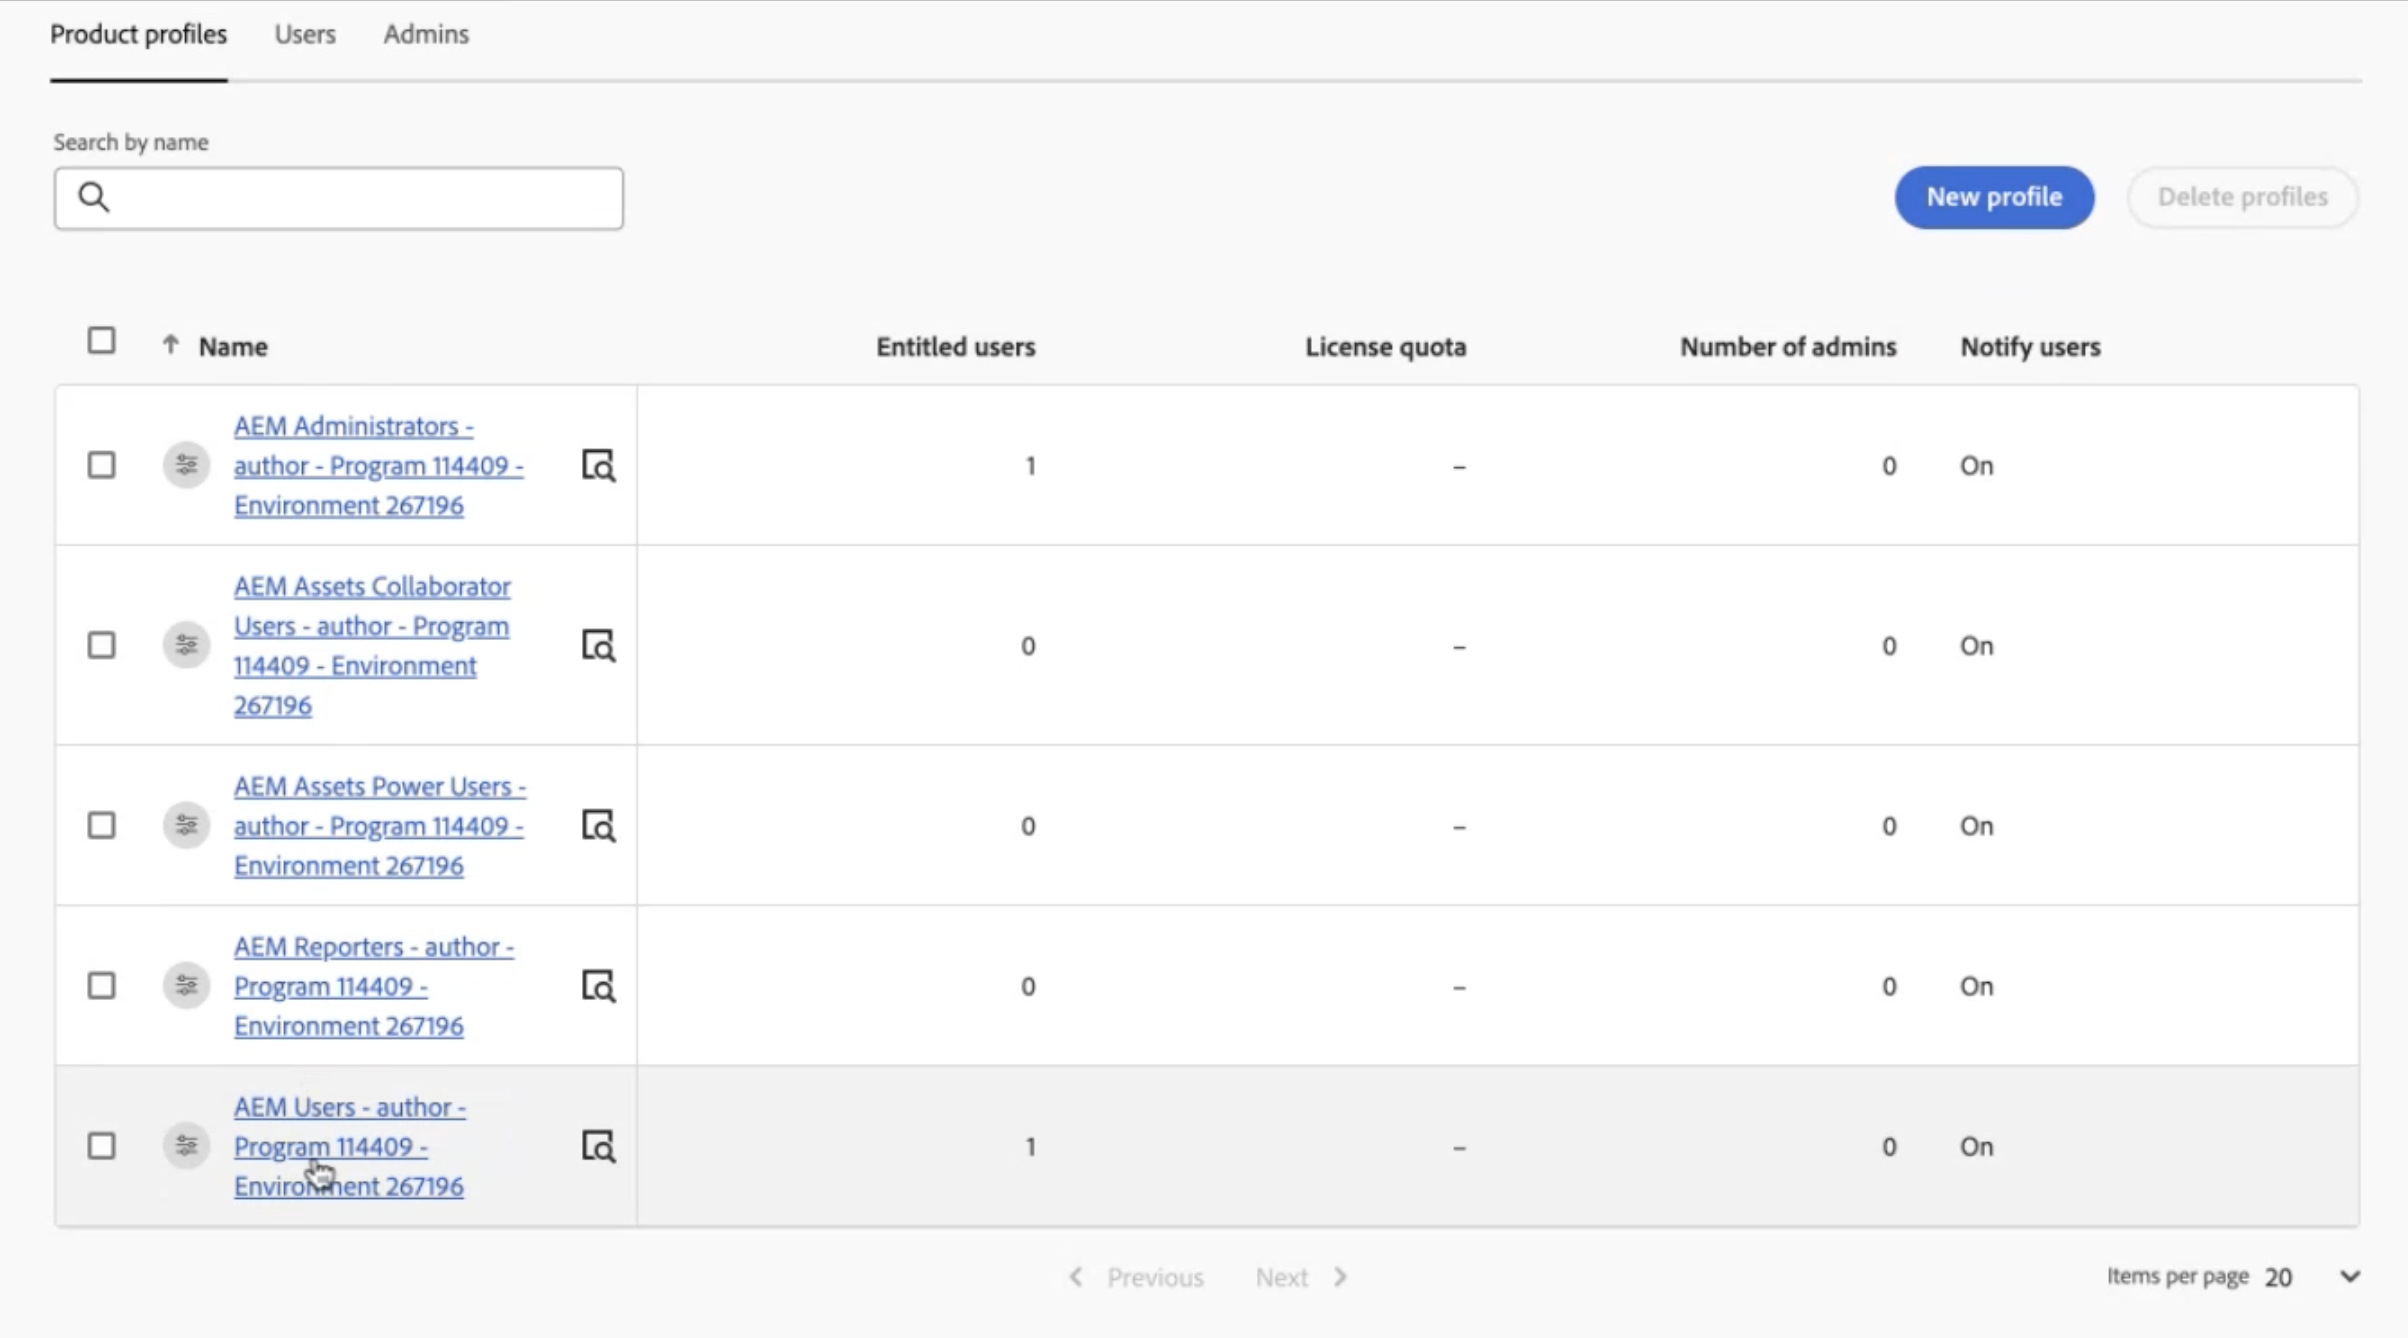 Product profiles Users Admins
Search by name
New profile Delete profiles
Name Entitled users License quota Number of admins Notify users
AEM Administrators -
author - Program 114409 -
Environment 267196
1 – 0 On
AEM Assets Collaborator
Users - author - Program
114409 - Environment
267196
0 – 0 On
AEM Assets Power Users -
author - Program 114409 -
Environment 267196
0 – 0 On
AEM Reporters - author -
Program 114409 -
Environment 267196
0 – 0 On
AEM Users - author -
Program 114409 -
Environment 267196
1 – 0 On
Previous Next
Items per page 20